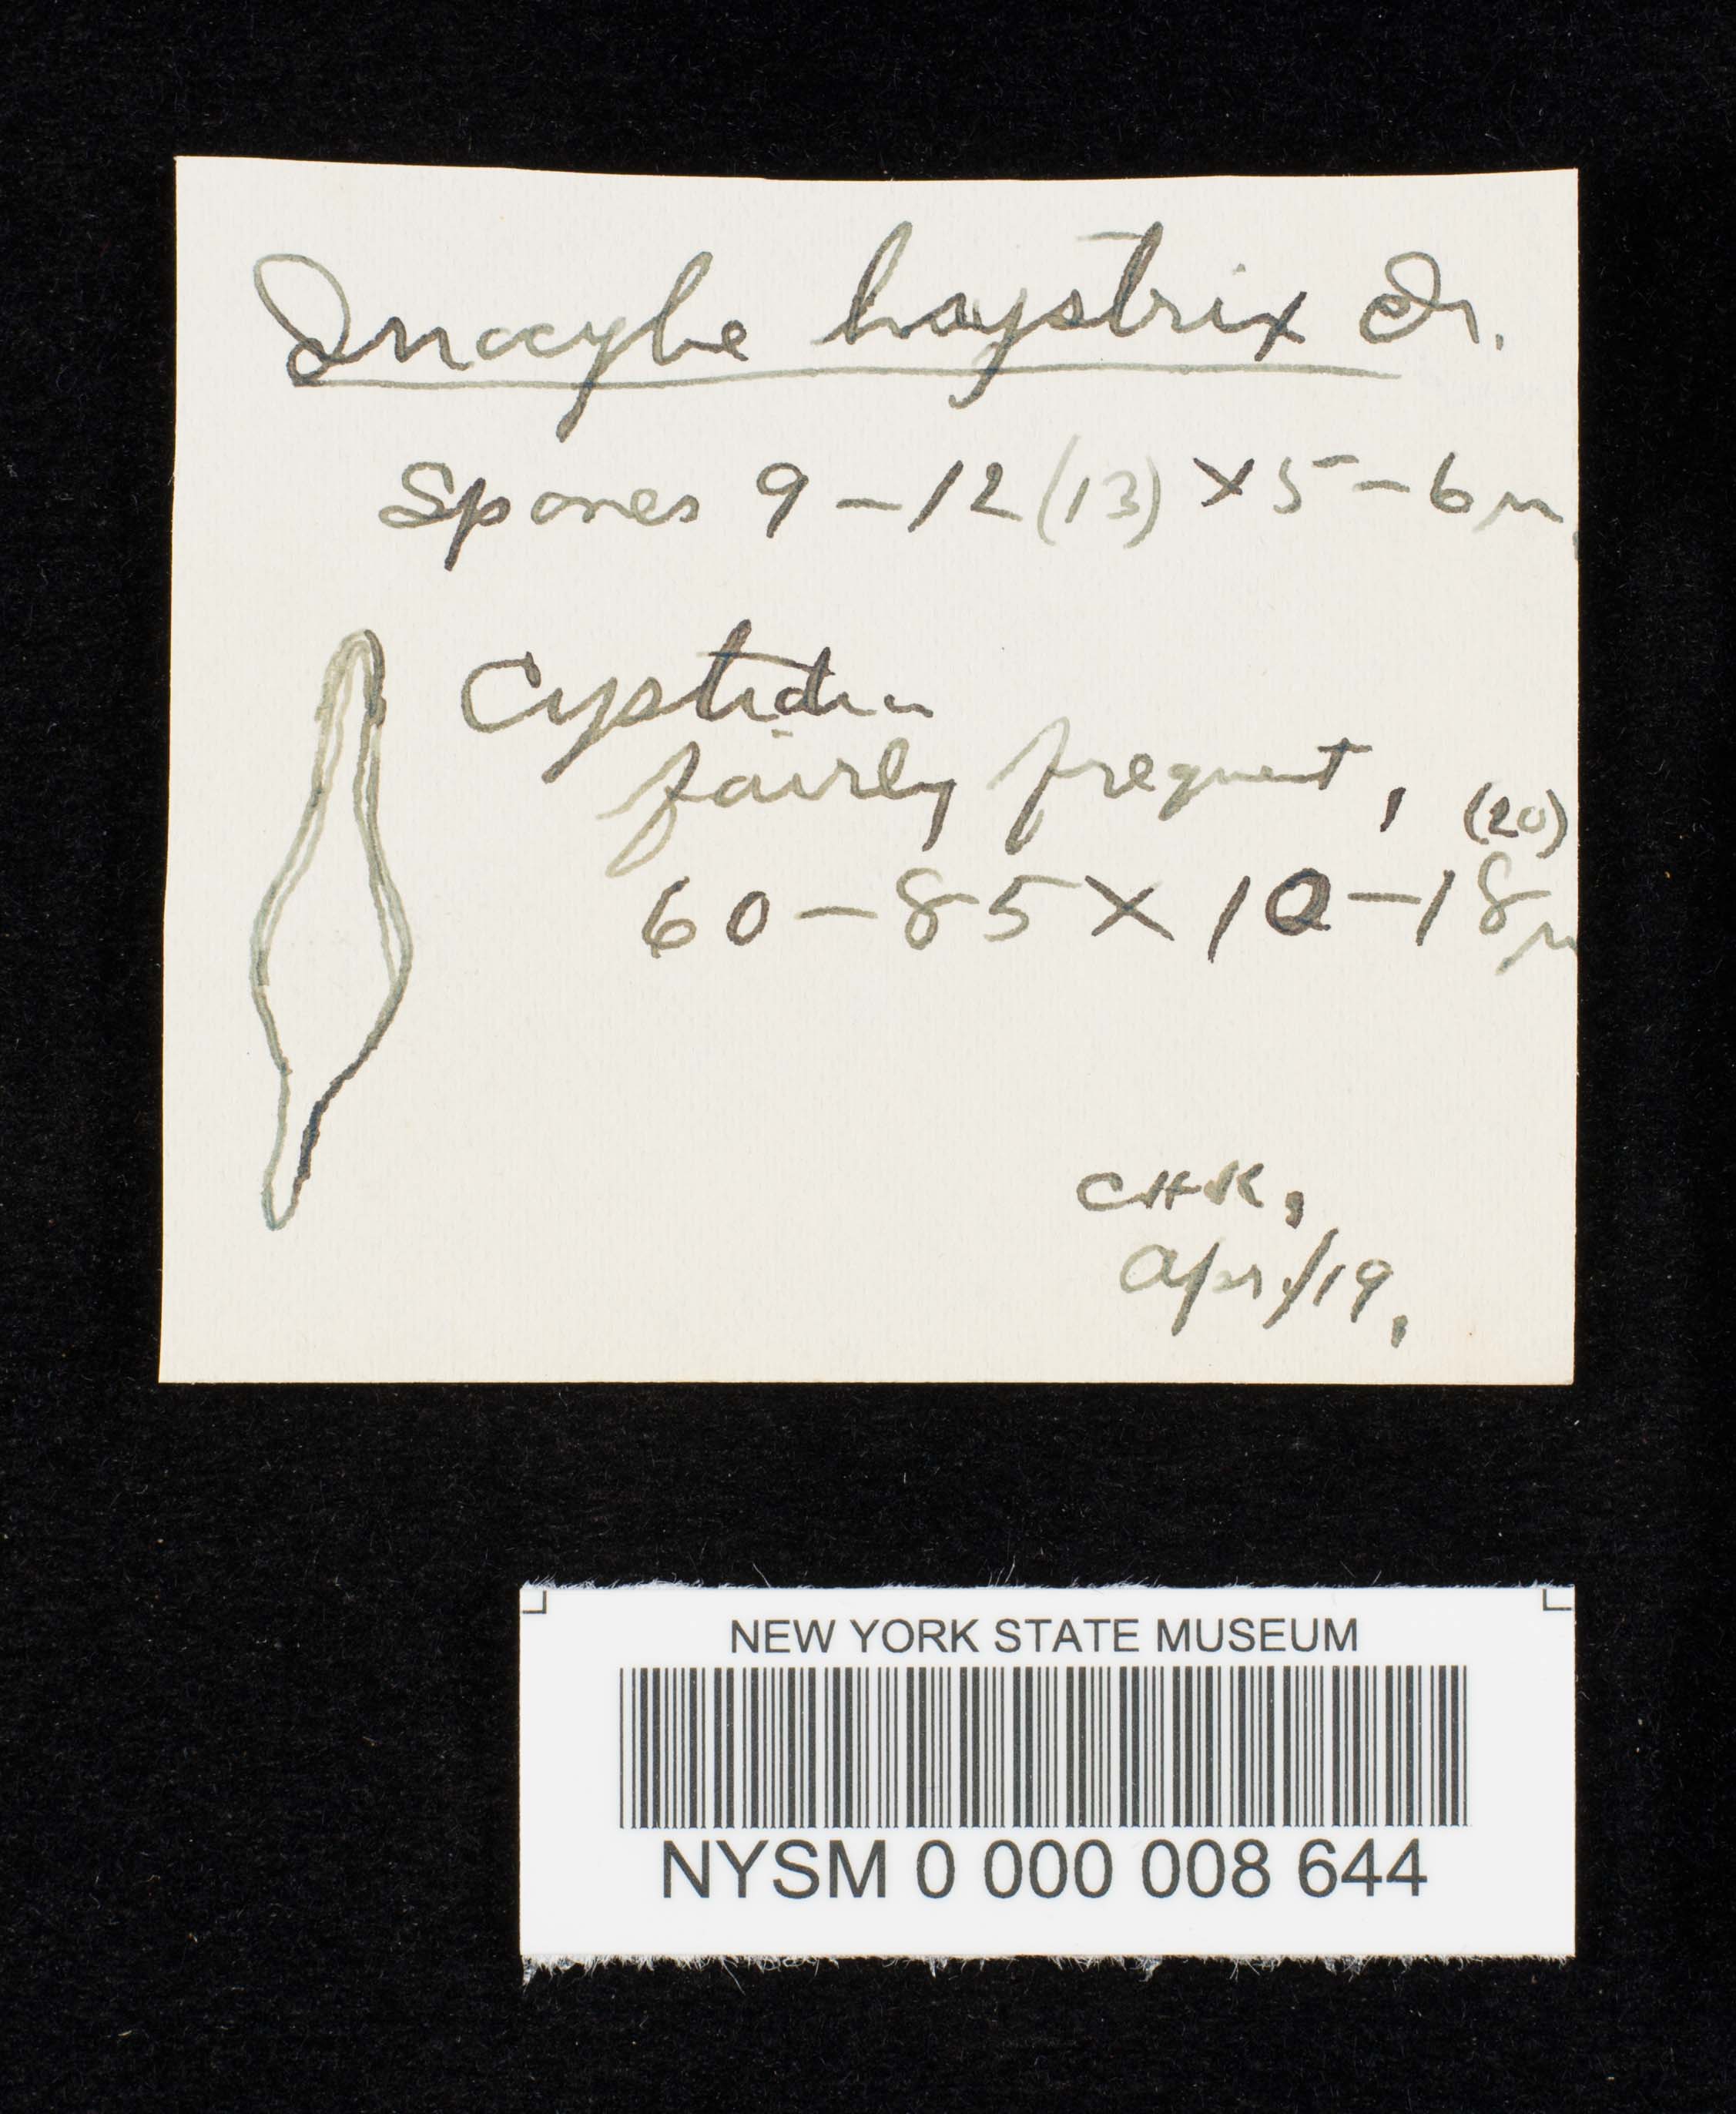 Inocybe hystrix Fr.
Spores 9–12 (13) × 5–6 µ.
Cystidia
fairly frequent,
(20)
60–85 × 12–18 µ
CHK,
Apr./19.
NEW YORK STATE MUSEUM
NYSM 0 000 008 644